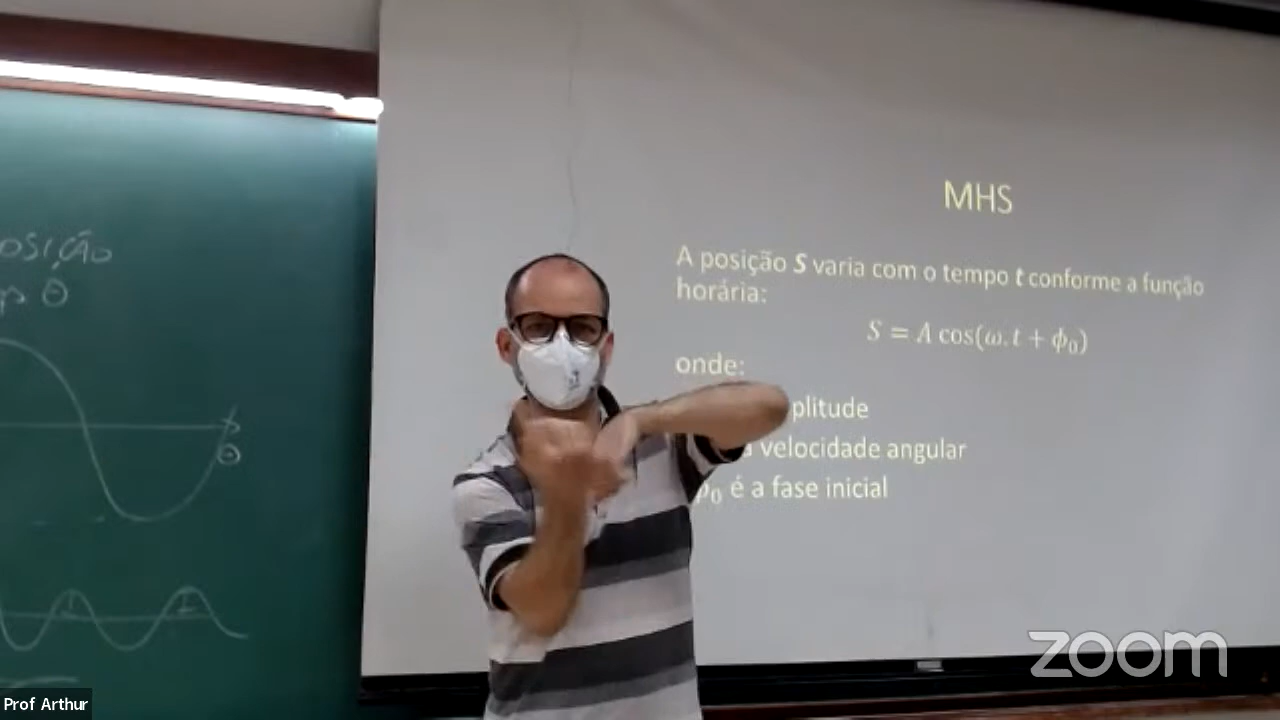 MHS
A posição S varia com o tempo t conforme a função
horária:
S = A cos(ω.t + ϕ₀)
onde:
plitude
a velocidade angular
ϕ₀ é a fase inicial
OSIÇÃO
θ
θ
Prof Arthur
zoom